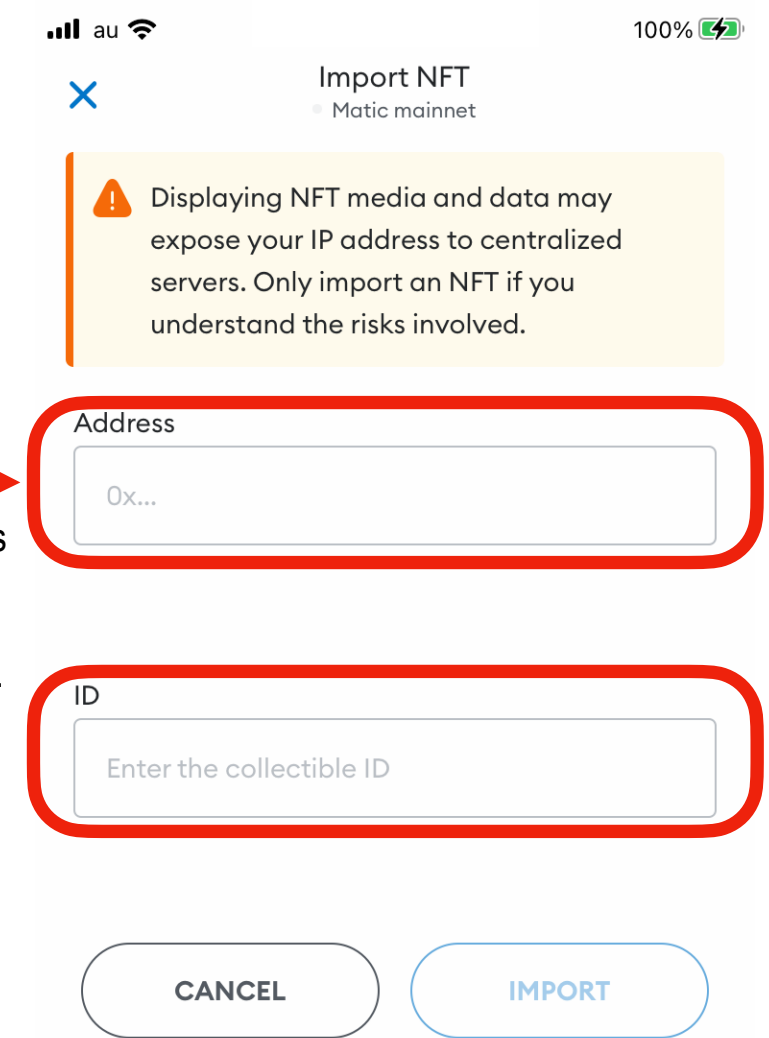 au
100%
Import NFT
Matic mainnet
Displaying NFT media and data may
expose your IP address to centralized
servers. Only import an NFT if you
understand the risks involved.
Address
0x...
s
ID
Enter the collectible ID
CANCEL
IMPORT